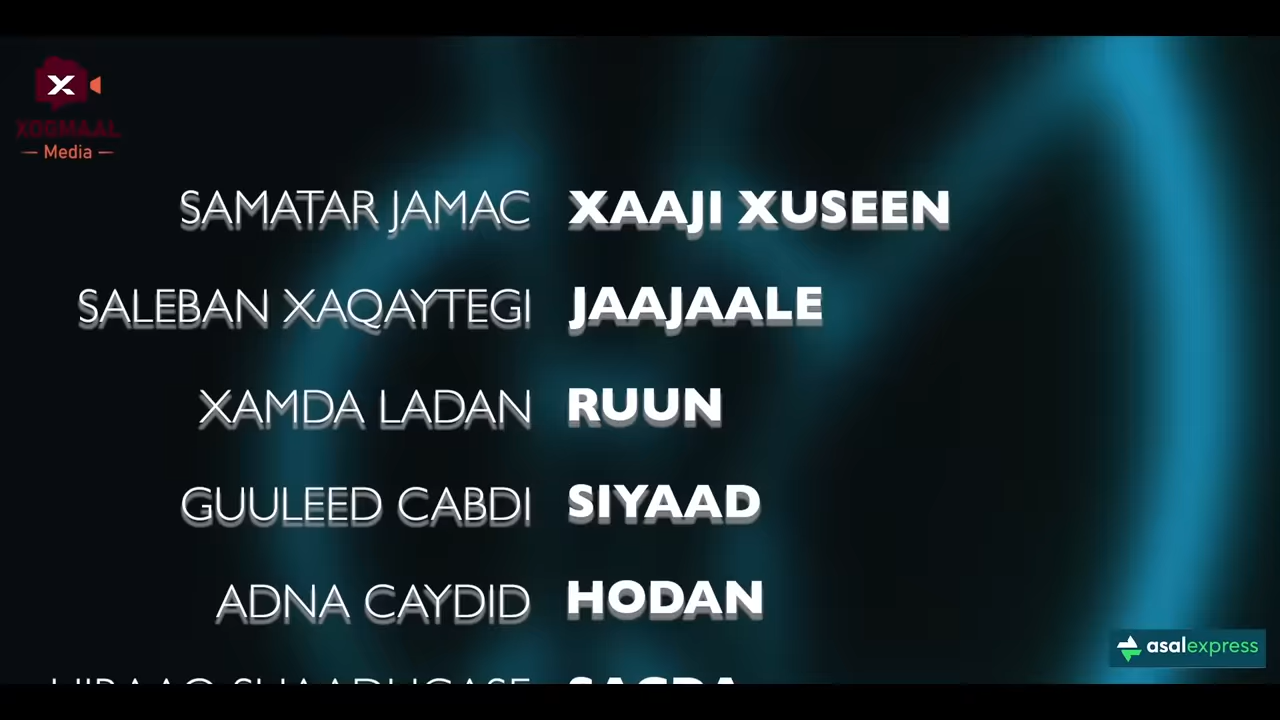 X
XOGMAAL
Media
SAMATAR JAMAC XAAJI XUSEEN
SALEBAN XAQAYTEGI JAAJAALE
XAMDA LADAN RUUN
GUULEED CABDI SIYAAD
ADNA CAYDID HODAN
asalexpress